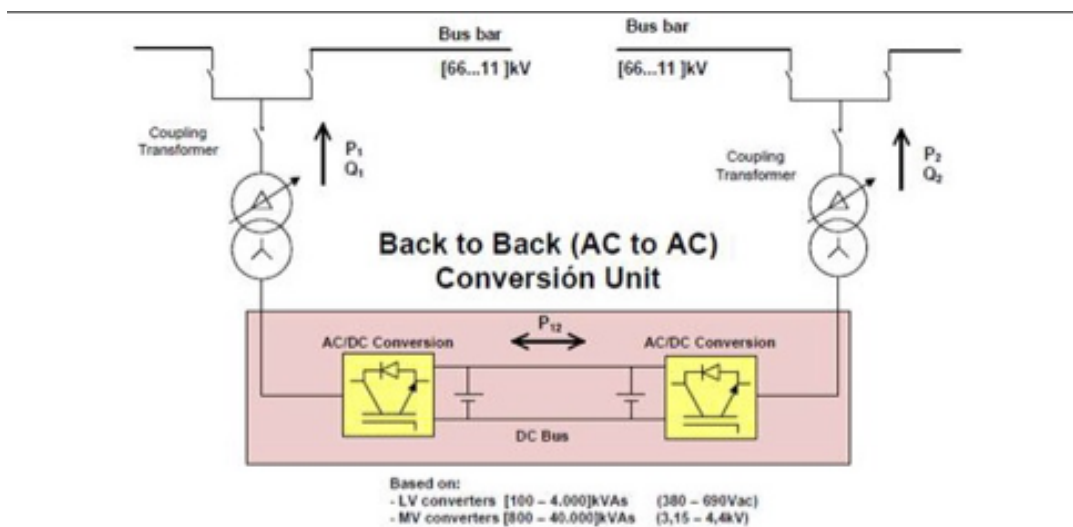 Bus bar
[66...11 ]kV
Bus bar
[66...11 ]kV
Coupling
Transformer
P1
Q1
Coupling
Transformer
P2
Q2
Back to Back (AC to AC)
Conversión Unit
P12
AC/DC Conversion
AC/DC Conversion
DC Bus
Based on:
- LV converters [100 – 4.000]kVAs (380 – 690Vac)
- MV converters [800 – 40.000]kVAs (3,15 – 4,4kV)